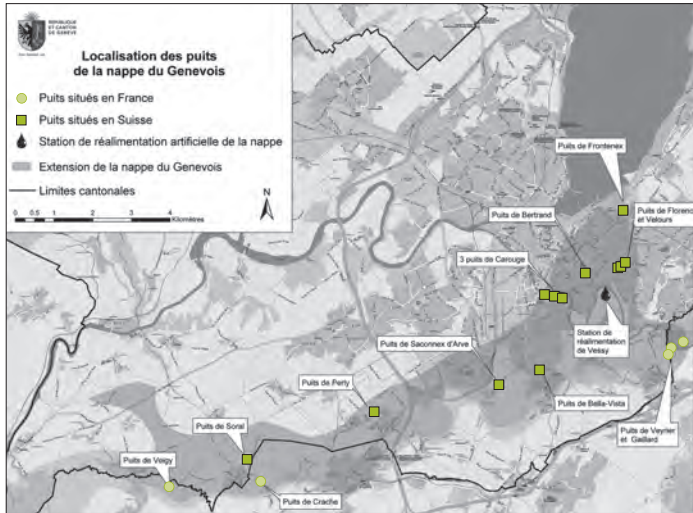 REPUBLIQUE
ET CANTON
DE GENEVE
Localisation des puits
de la nappe du Genevois
Puits situés en France
Puits situés en Suisse
Station de réalimentation artificielle de la nappe
Extension de la nappe du Genevois
Limites cantonales
N
0 0.5 1 2 3 4
Kilomètres
Puits de Frontenex
Puits de Florence
et Velours
Puits de Bertrand
3 puits de Carouge
Station de
réalimentation
de Vessy
Puits de Saconnex d'Arve
Puits de Perly
Puits de Bella-Vista
Puits de Veyrier
et Gaillard
Puits de Soral
Puits de Veigy
Puits de Crache